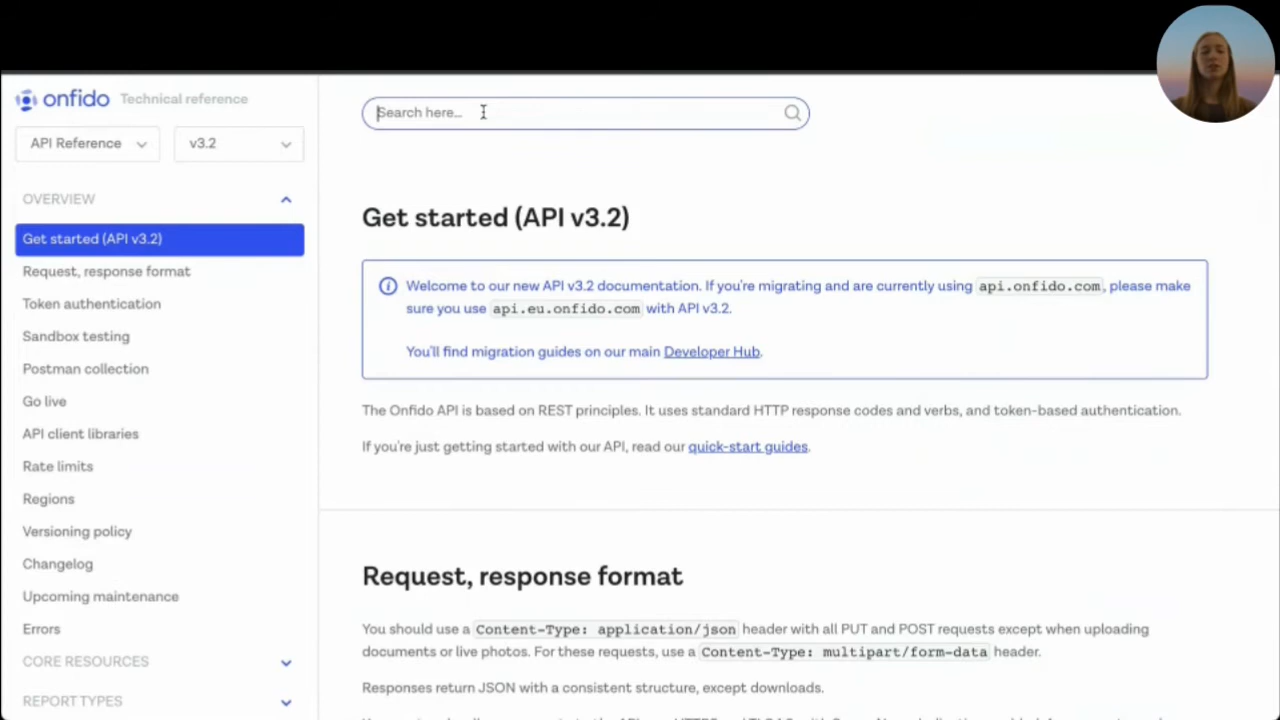 onfido Technical reference
API Reference
v3.2
OVERVIEW
Get started (API v3.2)
Request, response format
Token authentication
Sandbox testing
Postman collection
Go live
API client libraries
Rate limits
Regions
Versioning policy
Changelog
Upcoming maintenance
Errors
CORE RESOURCES
REPORT TYPES
Search here...
Get started (API v3.2)
Welcome to our new API v3.2 documentation. If you're migrating and are currently using api.onfido.com, please make
sure you use api.eu.onfido.com with API v3.2.
You'll find migration guides on our main Developer Hub.
The Onfido API is based on REST principles. It uses standard HTTP response codes and verbs, and token-based authentication.
If you're just getting started with our API, read our quick-start guides.
Request, response format
You should use a Content-Type: application/json header with all PUT and POST requests except when uploading
documents or live photos. For these requests, use a Content-Type: multipart/form-data header.
Responses return JSON with a consistent structure, except downloads.